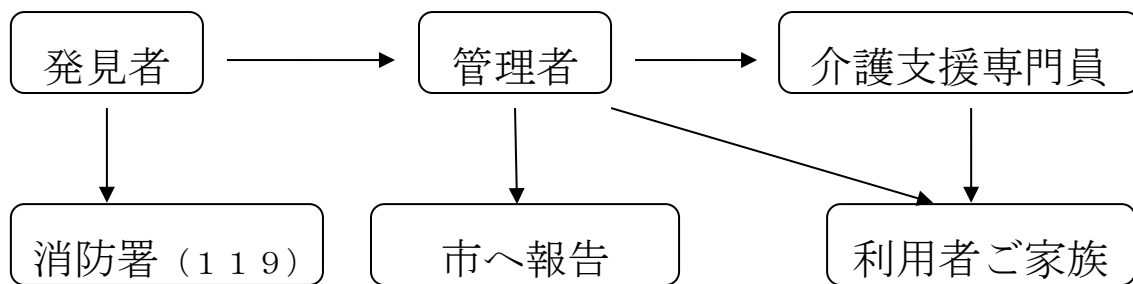 発見者
管理者
介護支援専門員
消防署（１１９）
市へ報告
利用者ご家族